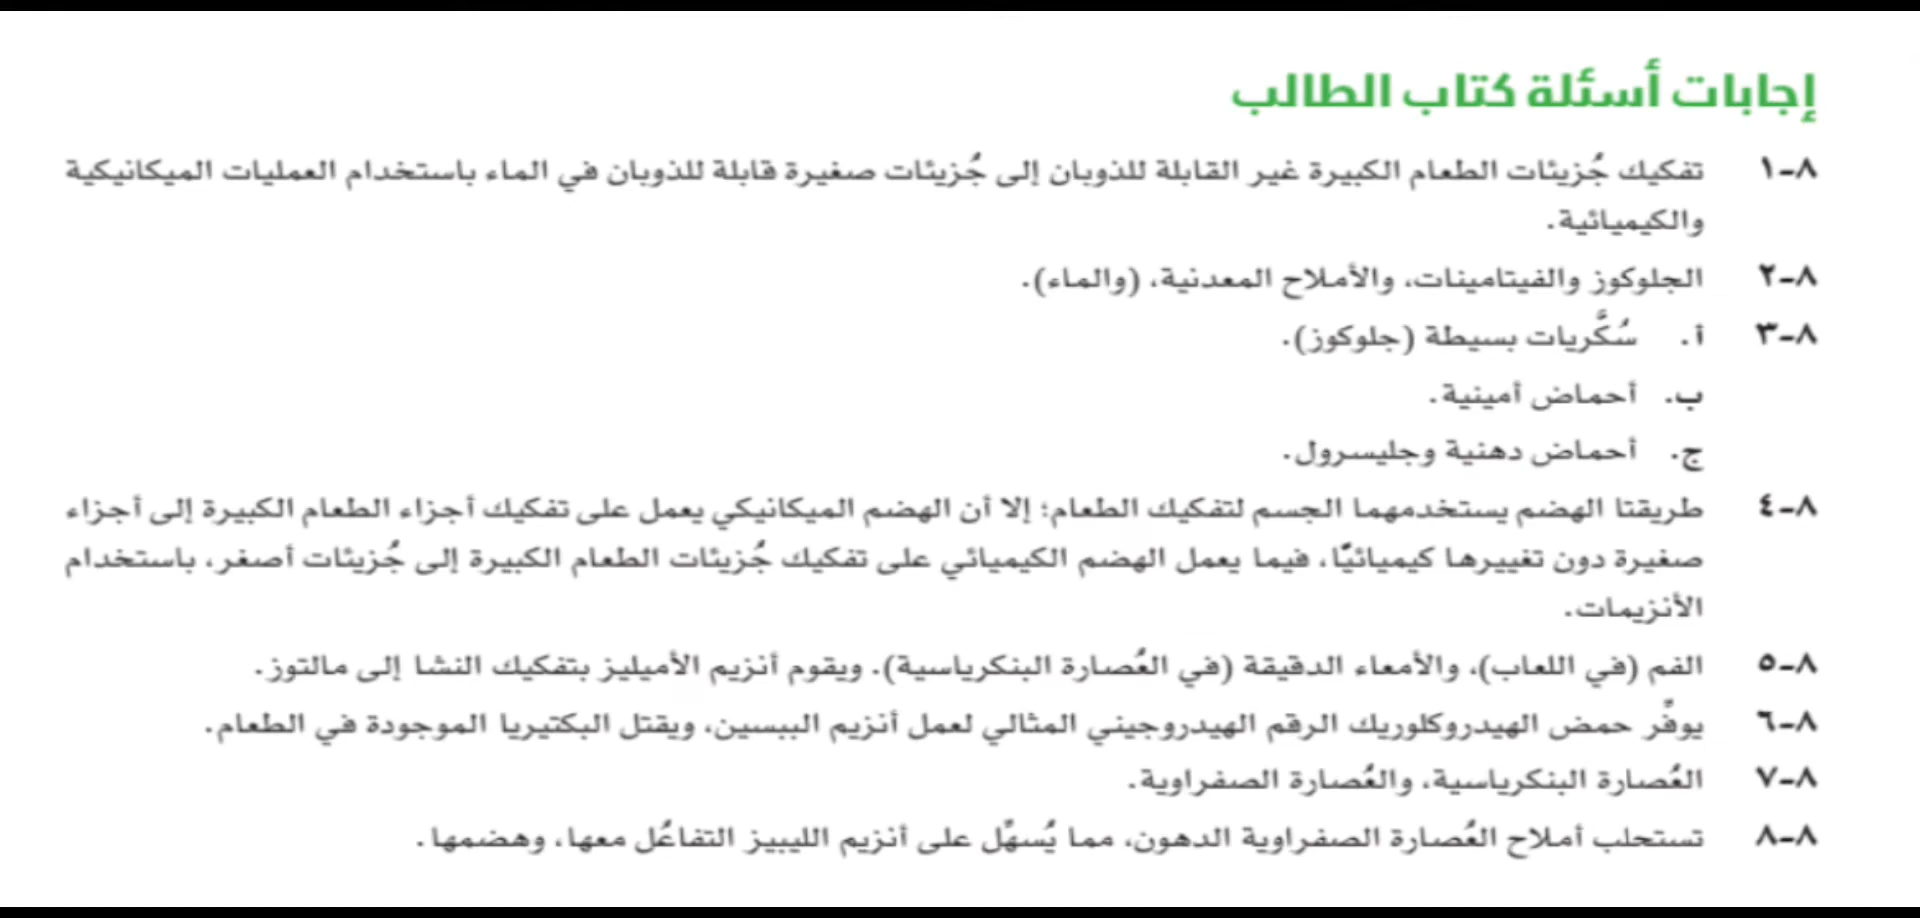 إجابات أسئلة كتاب الطالب
٨-١ تفكيك جُزيئات الطعام الكبيرة غير القابلة للذوبان إلى جُزيئات صغيرة قابلة للذوبان في الماء باستخدام العمليات الميكانيكية
والكيميائية.
٨-٢ الجلوكوز والفيتامينات، والأملاح المعدنية، (والماء).
٨-٣ أ. سُكَّريات بسيطة (جلوكوز).
ب. أحماض أمينية.
ج. أحماض دهنية وجليسرول.
٨-٤ طريقتا الهضم يستخدمهما الجسم لتفكيك الطعام؛ إلا أن الهضم الميكانيكي يعمل على تفكيك أجزاء الطعام الكبيرة إلى أجزاء
صغيرة دون تغييرها كيميائيًّا، فيما يعمل الهضم الكيميائي على تفكيك جُزيئات الطعام الكبيرة إلى جُزيئات أصغر، باستخدام
الأنزيمات.
٨-٥ الفم (في اللعاب)، والأمعاء الدقيقة (في العُصارة البنكرياسية). ويقوم أنزيم الأميليز بتفكيك النشا إلى مالتوز.
٨-٦ يوفّر حمض الهيدروكلوريك الرقم الهيدروجيني المثالي لعمل أنزيم الببسين، ويقتل البكتيريا الموجودة في الطعام.
٨-٧ العُصارة البنكرياسية، والعُصارة الصفراوية.
٨-٨ تستحلب أملاح العُصارة الصفراوية الدهون، مما يُسهِّل على أنزيم الليبيز التفاعُل معها، وهضمها.